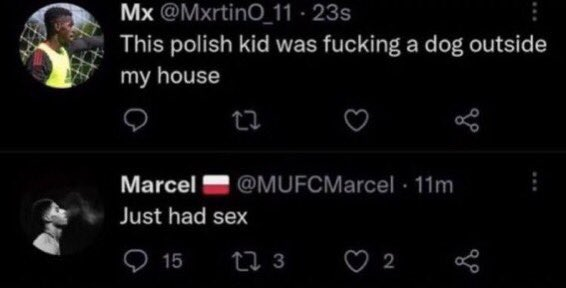 Mx @MxrtinO_11 · 23s
This polish kid was fucking a dog outside
my house
Marcel 🇵🇱 @MUFCMarcel · 11m
Just had sex
15 3 2